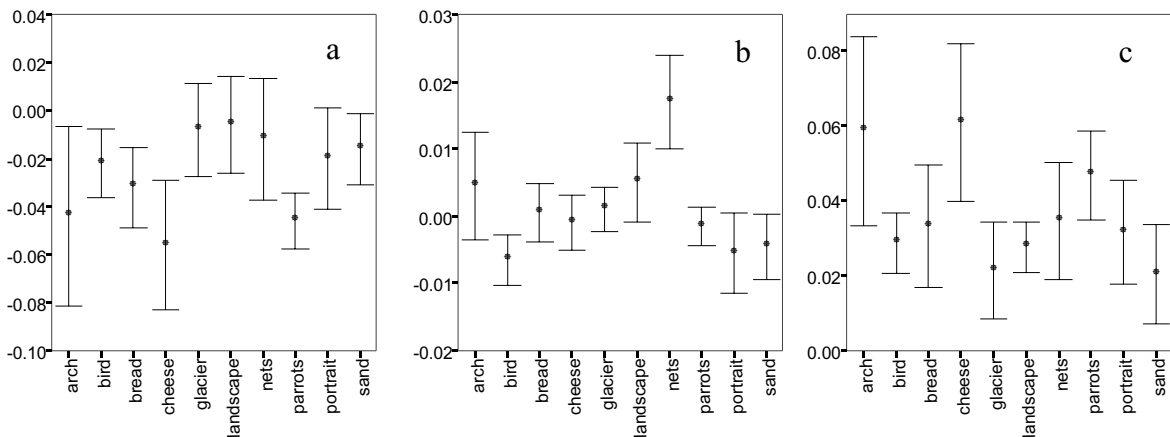 a
0.04
0.02
0.00
-0.02
-0.04
-0.06
-0.08
-0.10
arch
bird
bread
cheese
glacier
landscape
nets
parrots
portrait
sand
b
0.03
0.02
0.01
0.00
-0.01
-0.02
arch
bird
bread
cheese
glacier
landscape
nets
parrots
portrait
sand
c
0.08
0.06
0.04
0.02
0.00
arch
bird
bread
cheese
glacier
landscape
nets
parrots
portrait
sand